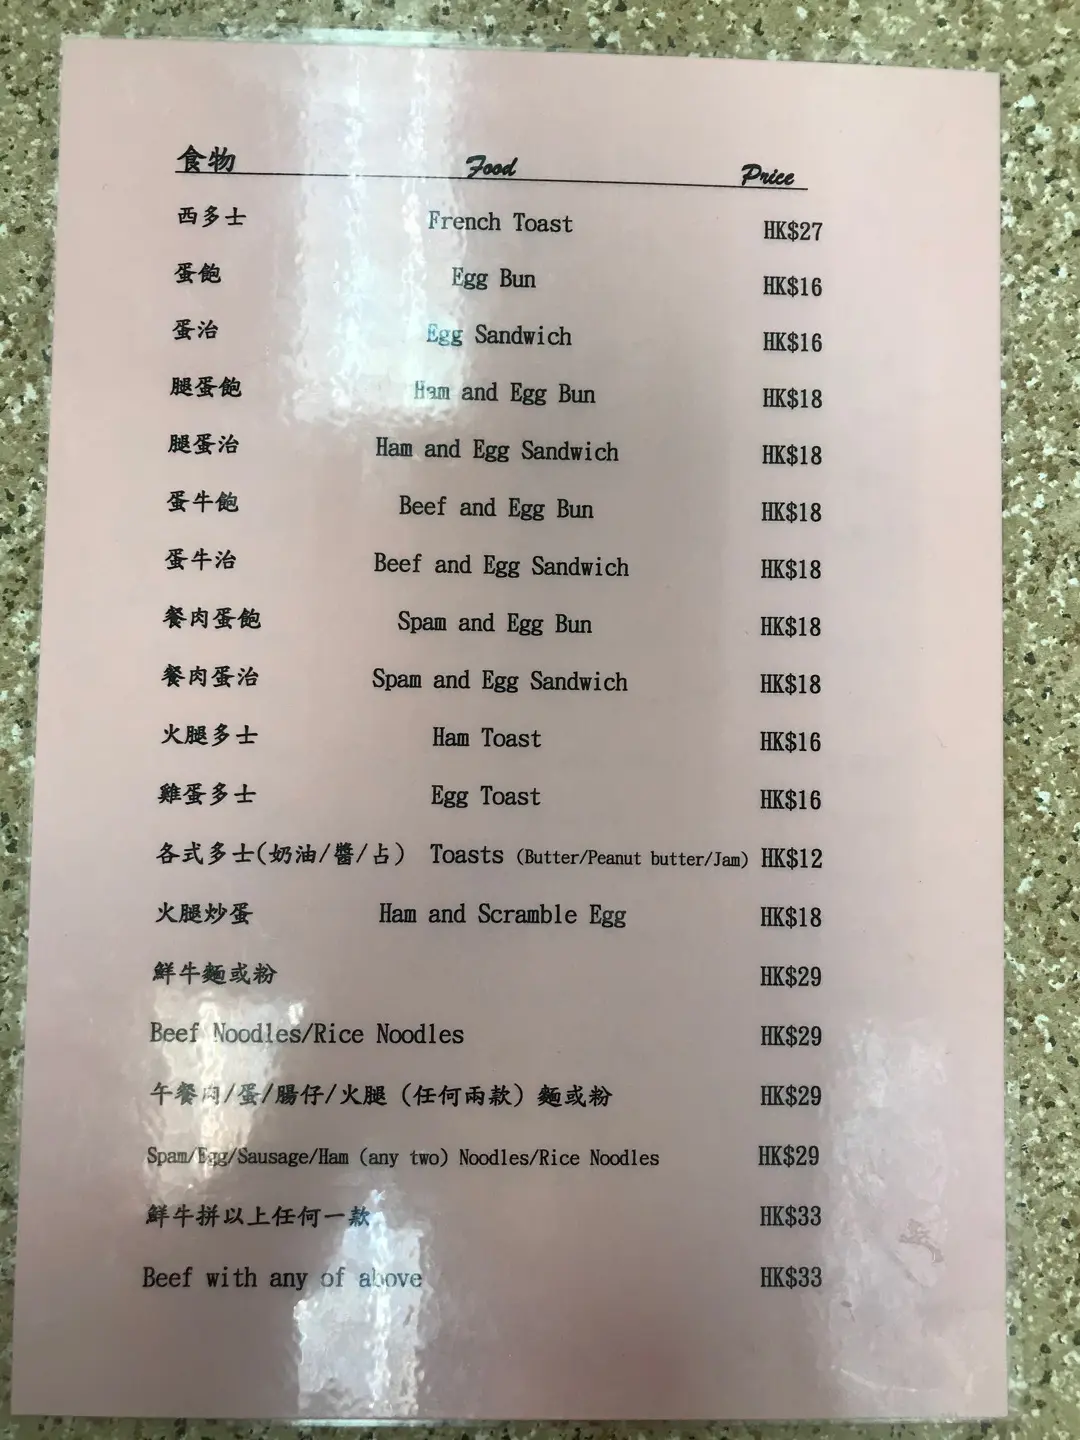 食物 Food Price
西多士 French Toast HK$27
蛋飽 Egg Bun HK$16
蛋治 Egg Sandwich HK$16
腿蛋飽 Ham and Egg Bun HK$18
腿蛋治 Ham and Egg Sandwich HK$18
蛋牛飽 Beef and Egg Bun HK$18
蛋牛治 Beef and Egg Sandwich HK$18
餐肉蛋飽 Spam and Egg Bun HK$18
餐肉蛋治 Spam and Egg Sandwich HK$18
火腿多士 Ham Toast HK$16
雞蛋多士 Egg Toast HK$16
各式多士(奶油/醬/占) Toasts (Butter/Peanut butter/Jam) HK$12
火腿炒蛋 Ham and Scramble Egg HK$18
鮮牛麵或粉 HK$29
Beef Noodles/Rice Noodles HK$29
午餐肉/蛋/腸仔/火腿 (任何兩款) 麵或粉 HK$29
Spam/Egg/Sausage/Ham (any two) Noodles/Rice Noodles HK$29
鮮牛拼以上任何一款 HK$33
Beef with any of above HK$33